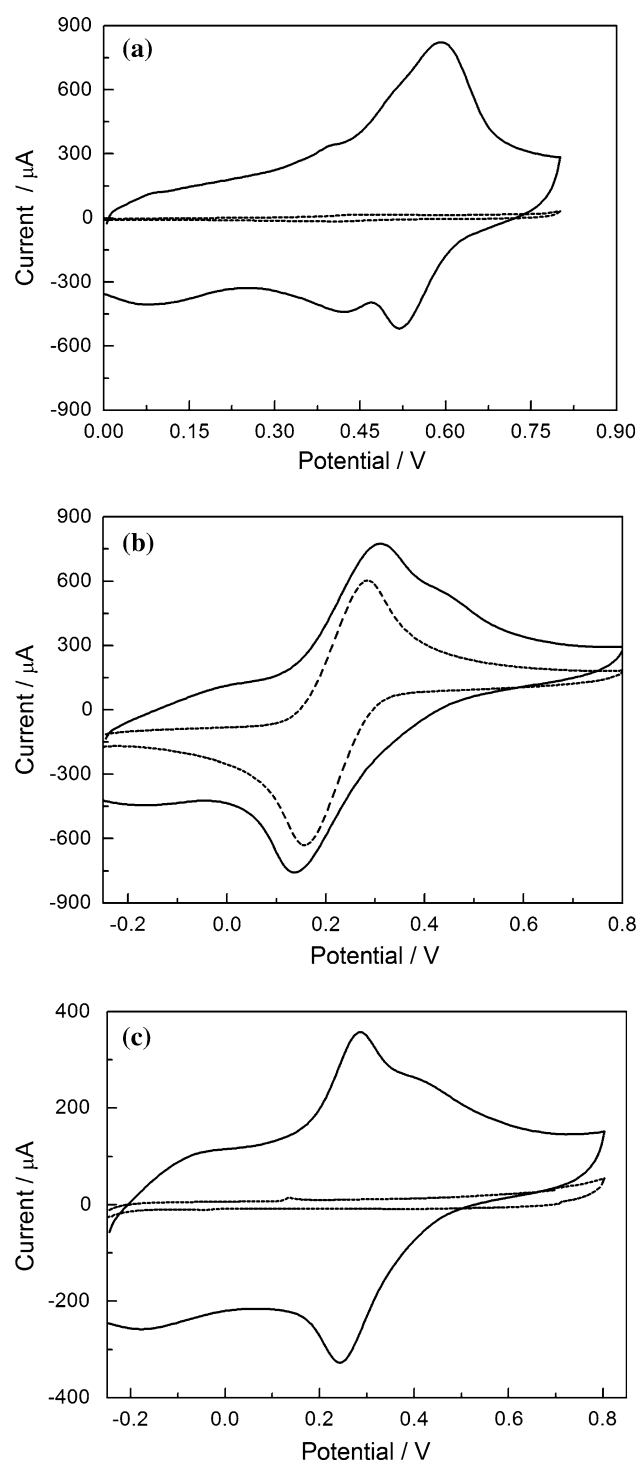 (a)
900
600
300
0
-300
-600
-900
Current / μA
0.00 0.15 0.30 0.45 0.60 0.75 0.90
Potential / V
(b)
900
600
300
0
-300
-600
-900
Current / μA
-0.2 0.0 0.2 0.4 0.6 0.8
Potential / V
(c)
400
200
0
-200
-400
Current / μA
-0.2 0.0 0.2 0.4 0.6 0.8
Potential / V